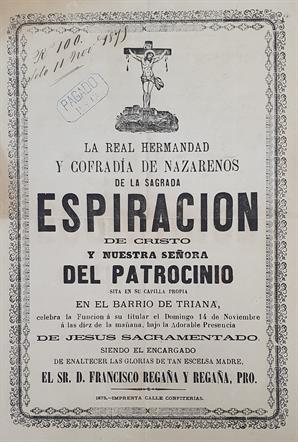 Rl 100.
PAGADO
LA REAL HERMANDAD
Y COFRADÍA DE NAZARENOS
DE LA SAGRADA
ESPIRACION
DE CRISTO
Y NUESTRA SEÑORA
DEL PATROCINIO
SITA EN SU CAPILLA PROPIA
EN EL BARRIO DE TRIANA,
celebra la Funcion á su titular el Domingo 14 de Noviembre
á las diez de la mañana, bajo la Adorable Presencia
DE JESUS SACRAMENTADO.
SIENDO EL ENCARGADO
DE ENALTECER LAS GLORIAS DE TAN ESCELSA MADRE,
EL SR. D. FRANCISCO REGAÑA Y REGAÑA, PRO.
1875.—IMPRENTA CALLE CONFITERIAS.